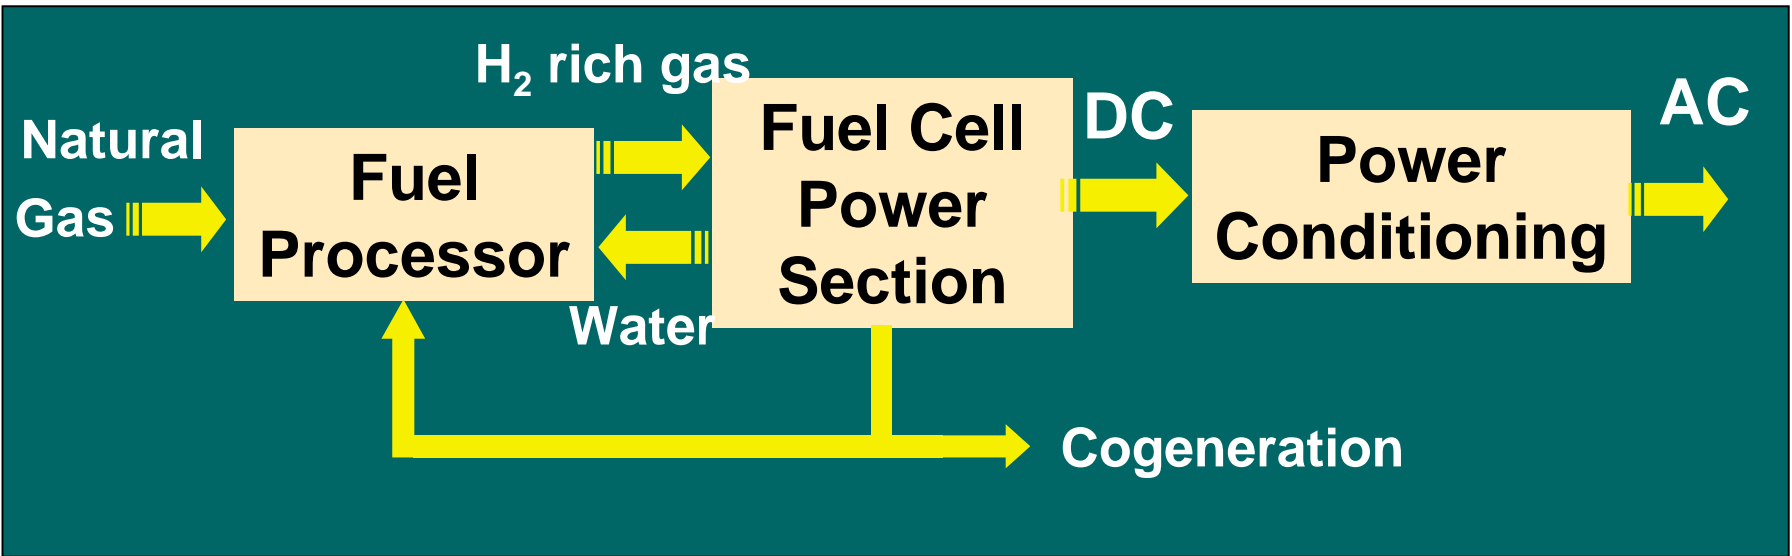 Natural
Gas
Fuel
Processor
H₂ rich gas
Water
Fuel Cell
Power
Section
DC
Power
Conditioning
AC
Cogeneration